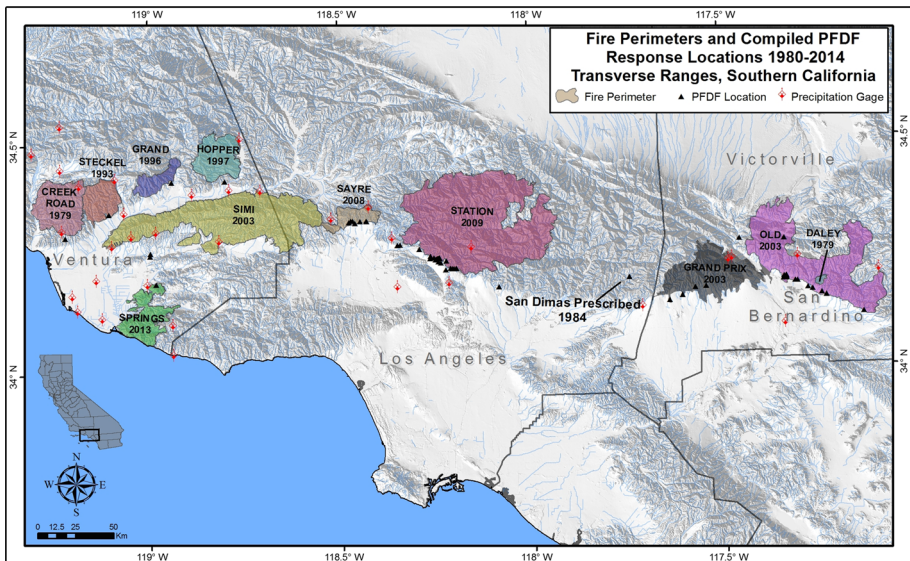 119° W
118.5° W
118° W
117.5° W
Fire Perimeters and Compiled PFDF
Response Locations 1980-2014
Transverse Ranges, Southern California
Fire Perimeter
PFDF Location
Precipitation Gage
34.5° N
34.5° N
Victorville
GRAND
1996
HOPPER
1997
STECKEL
1993
CREEK
ROAD
1979
SAYRE
2008
SIMI
2003
STATION
2009
OLD
2003
DALEY
1979
Ventura
GRAND PRIX
2003
San Dimas Prescribed
1984
San
Bernardino
SPRINGS
2013
Los Angeles
34° N
34° N
N
W
E
S
0 12.5 25 50
Km
119° W
118.5° W
118° W
117.5° W